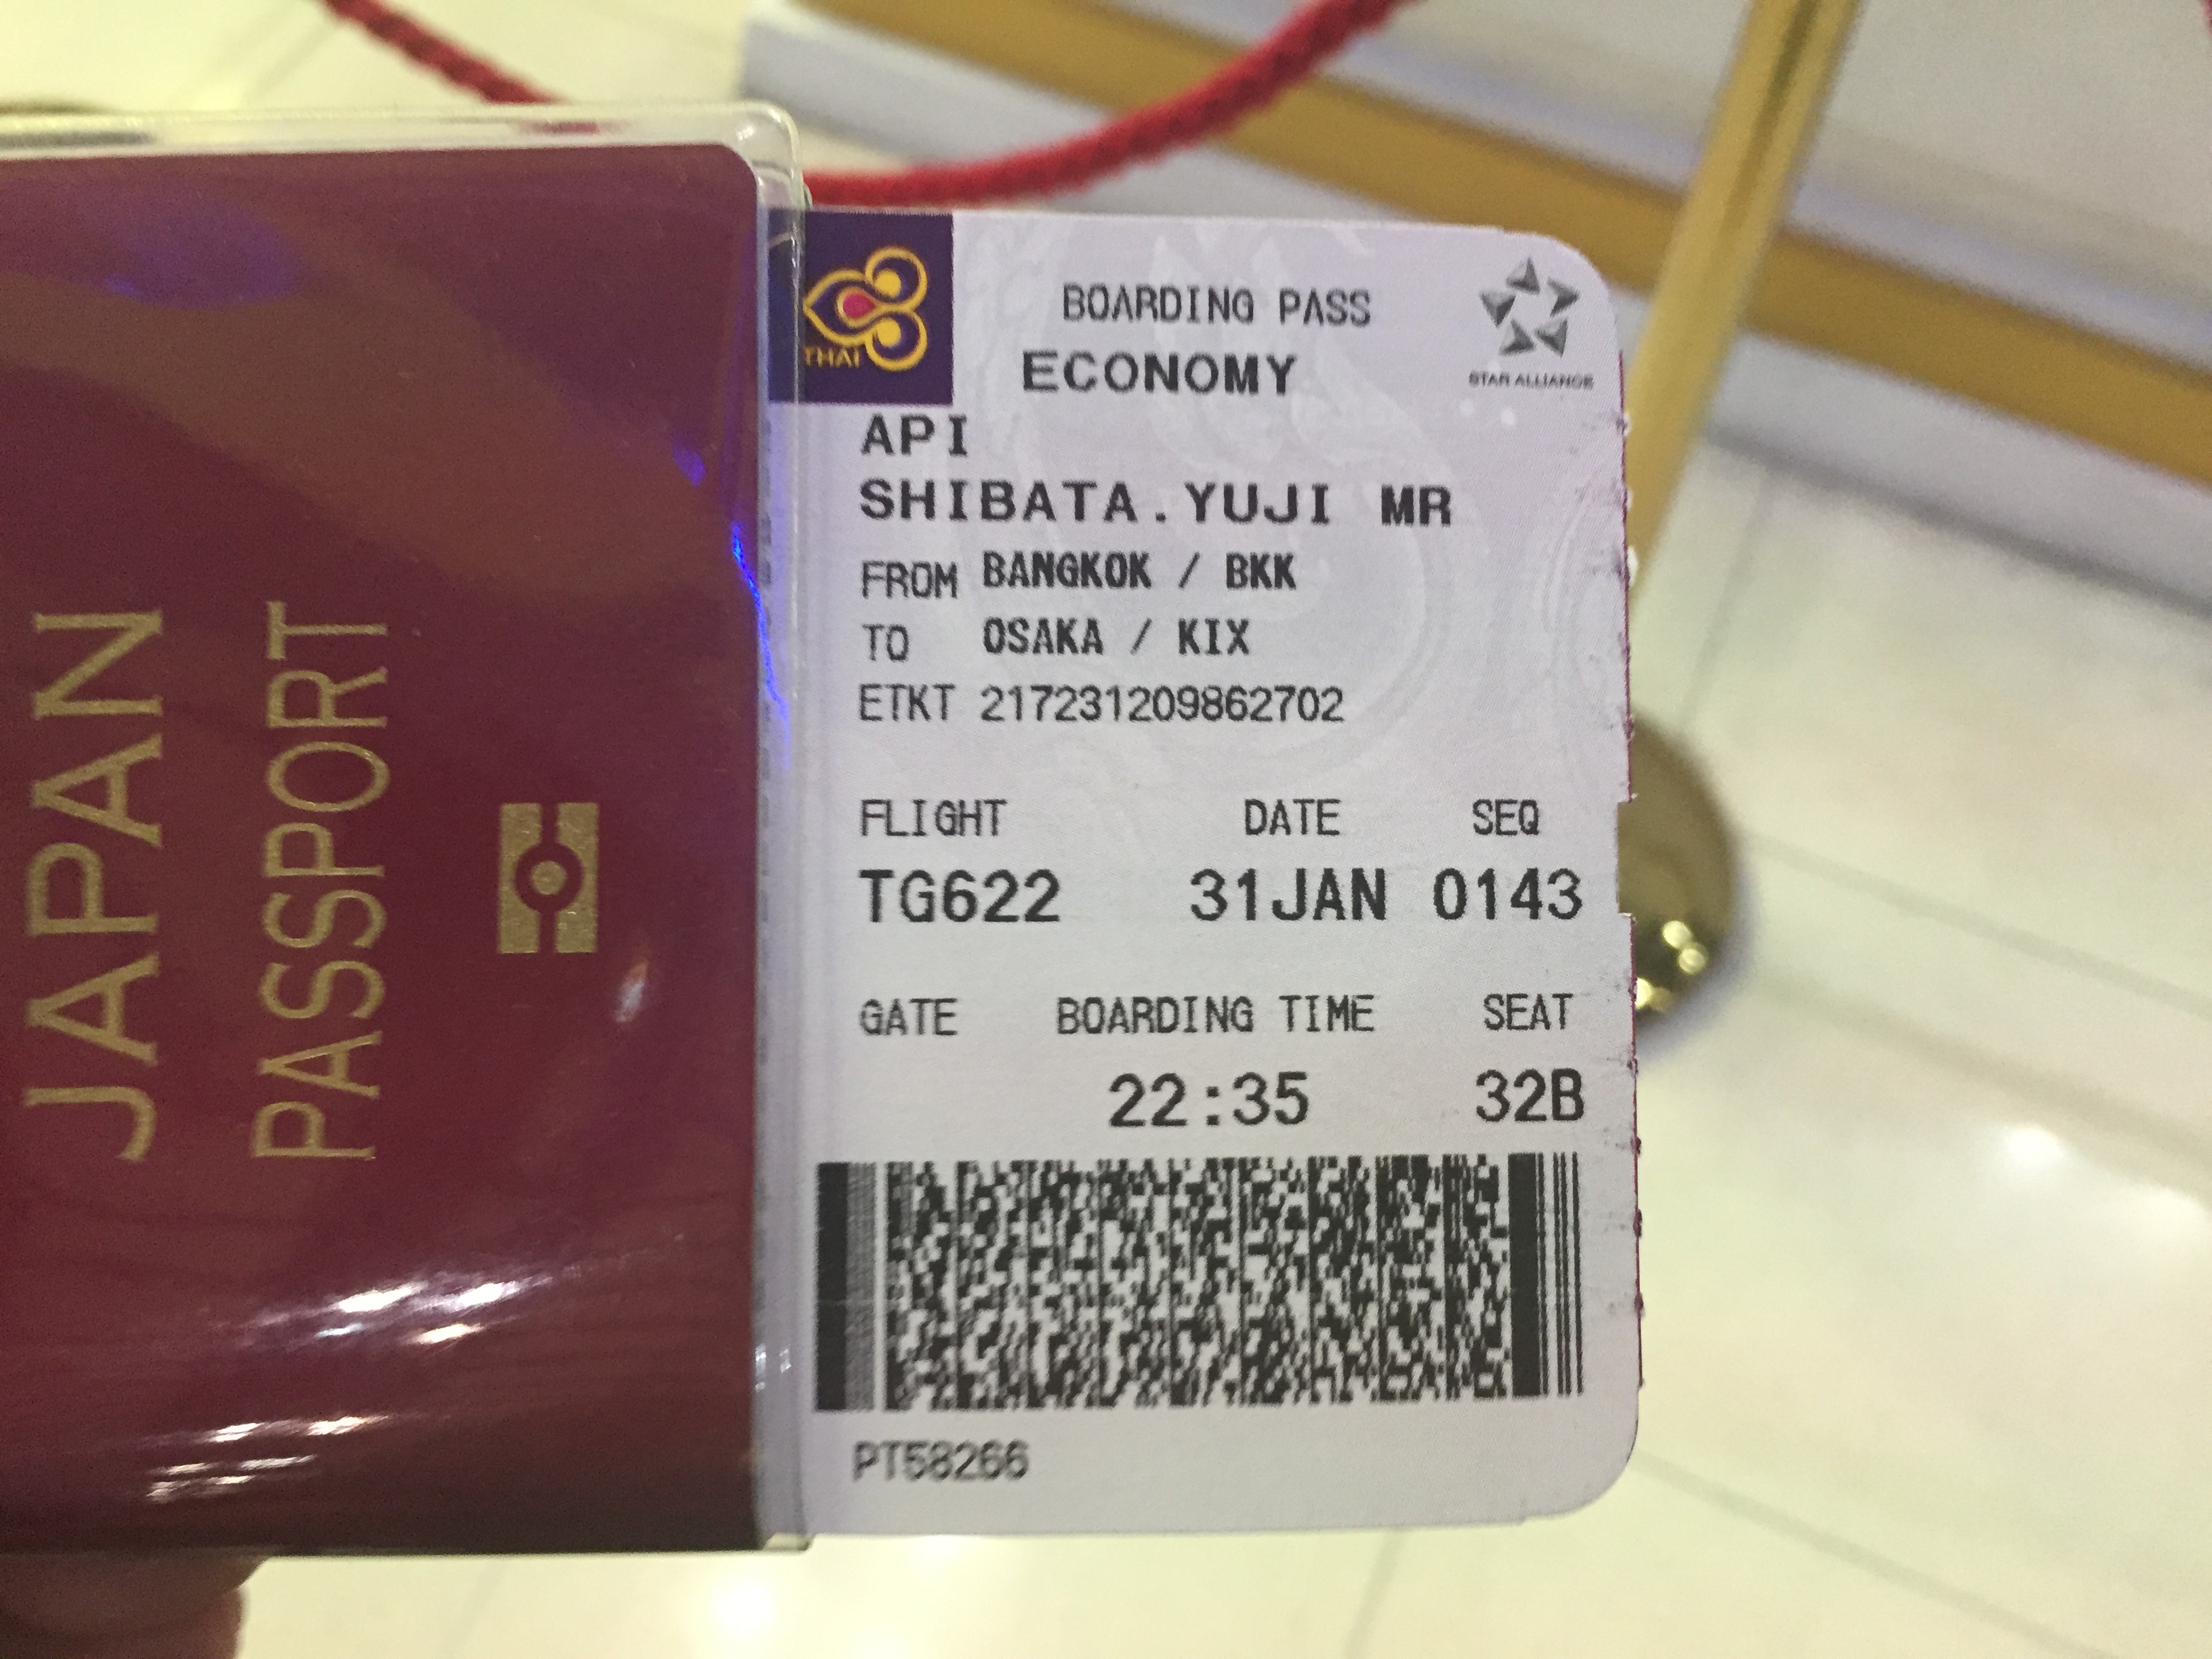 JAPAN
PASSPORT
THAI
BOARDING PASS
STAR ALLIANCE
ECONOMY
API
SHIBATA.YUJI MR
FROM BANGKOK / BKK
TO OSAKA / KIX
ETKT 217231209862702
FLIGHT DATE SEQ
TG622 31JAN 0143
GATE BOARDING TIME SEAT
22:35 32B
PT58266